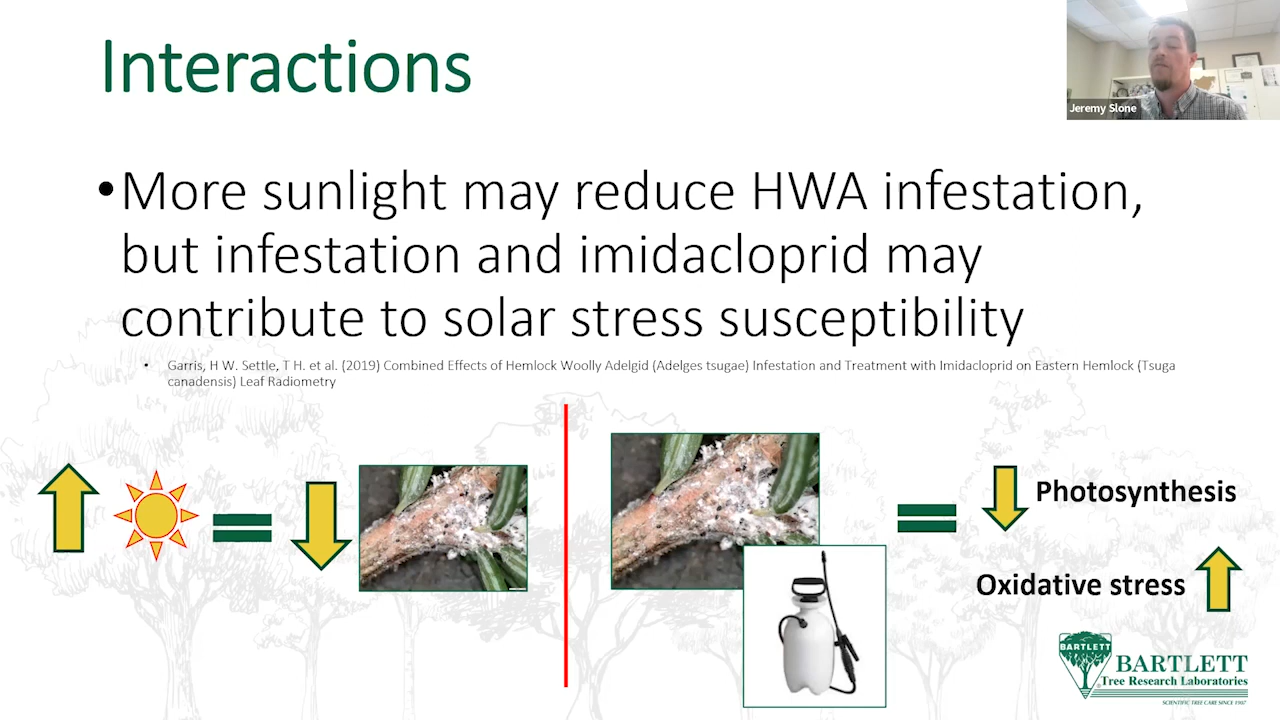 Interactions
Jeremy Slone
•More sunlight may reduce HWA infestation,
but infestation and imidacloprid may
contribute to solar stress susceptibility
• Garris, H W. Settle, T H. et al. (2019) Combined Effects of Hemlock Woolly Adelgid (Adelges tsugae) Infestation and Treatment with Imidacloprid on Eastern Hemlock (Tsuga
canadensis) Leaf Radiometry
Photosynthesis
Oxidative stress
BARTLETT
BARTLETT
Tree Research Laboratories
SCIENTIFIC TREE CARE SINCE 1907